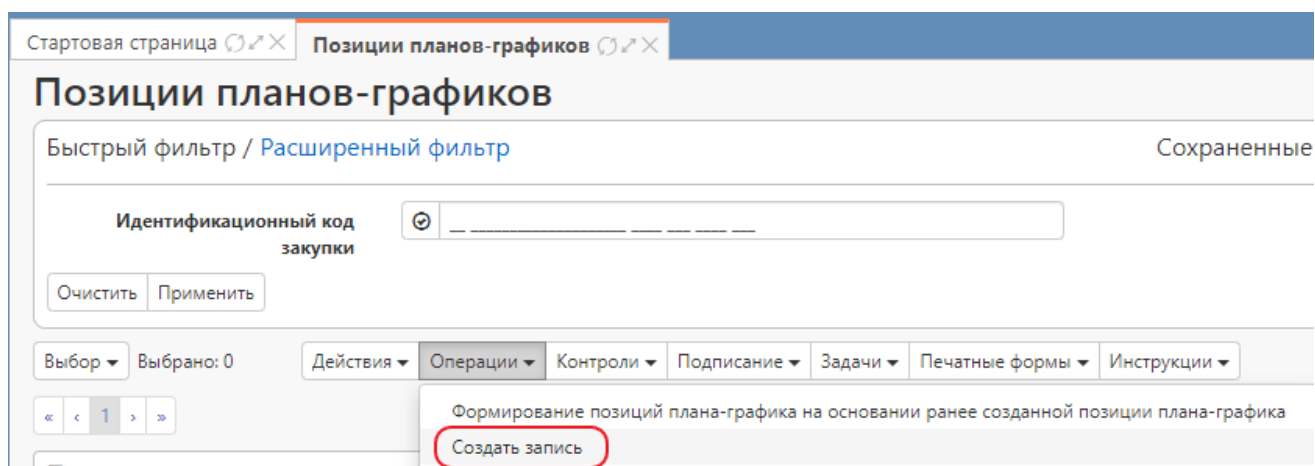 Стартовая страница Позиции планов-графиков
Позиции планов-графиков
Быстрый фильтр / Расширенный фильтр Сохраненные
Идентификационный код
закупки
Очистить Применить
Выбор Выбрано: 0 Действия Операции Контроли Подписание Задачи Печатные формы Инструкции
« ‹ 1 › »
Формирование позиций плана-графика на основании ранее созданной позиции плана-графика
Создать запись